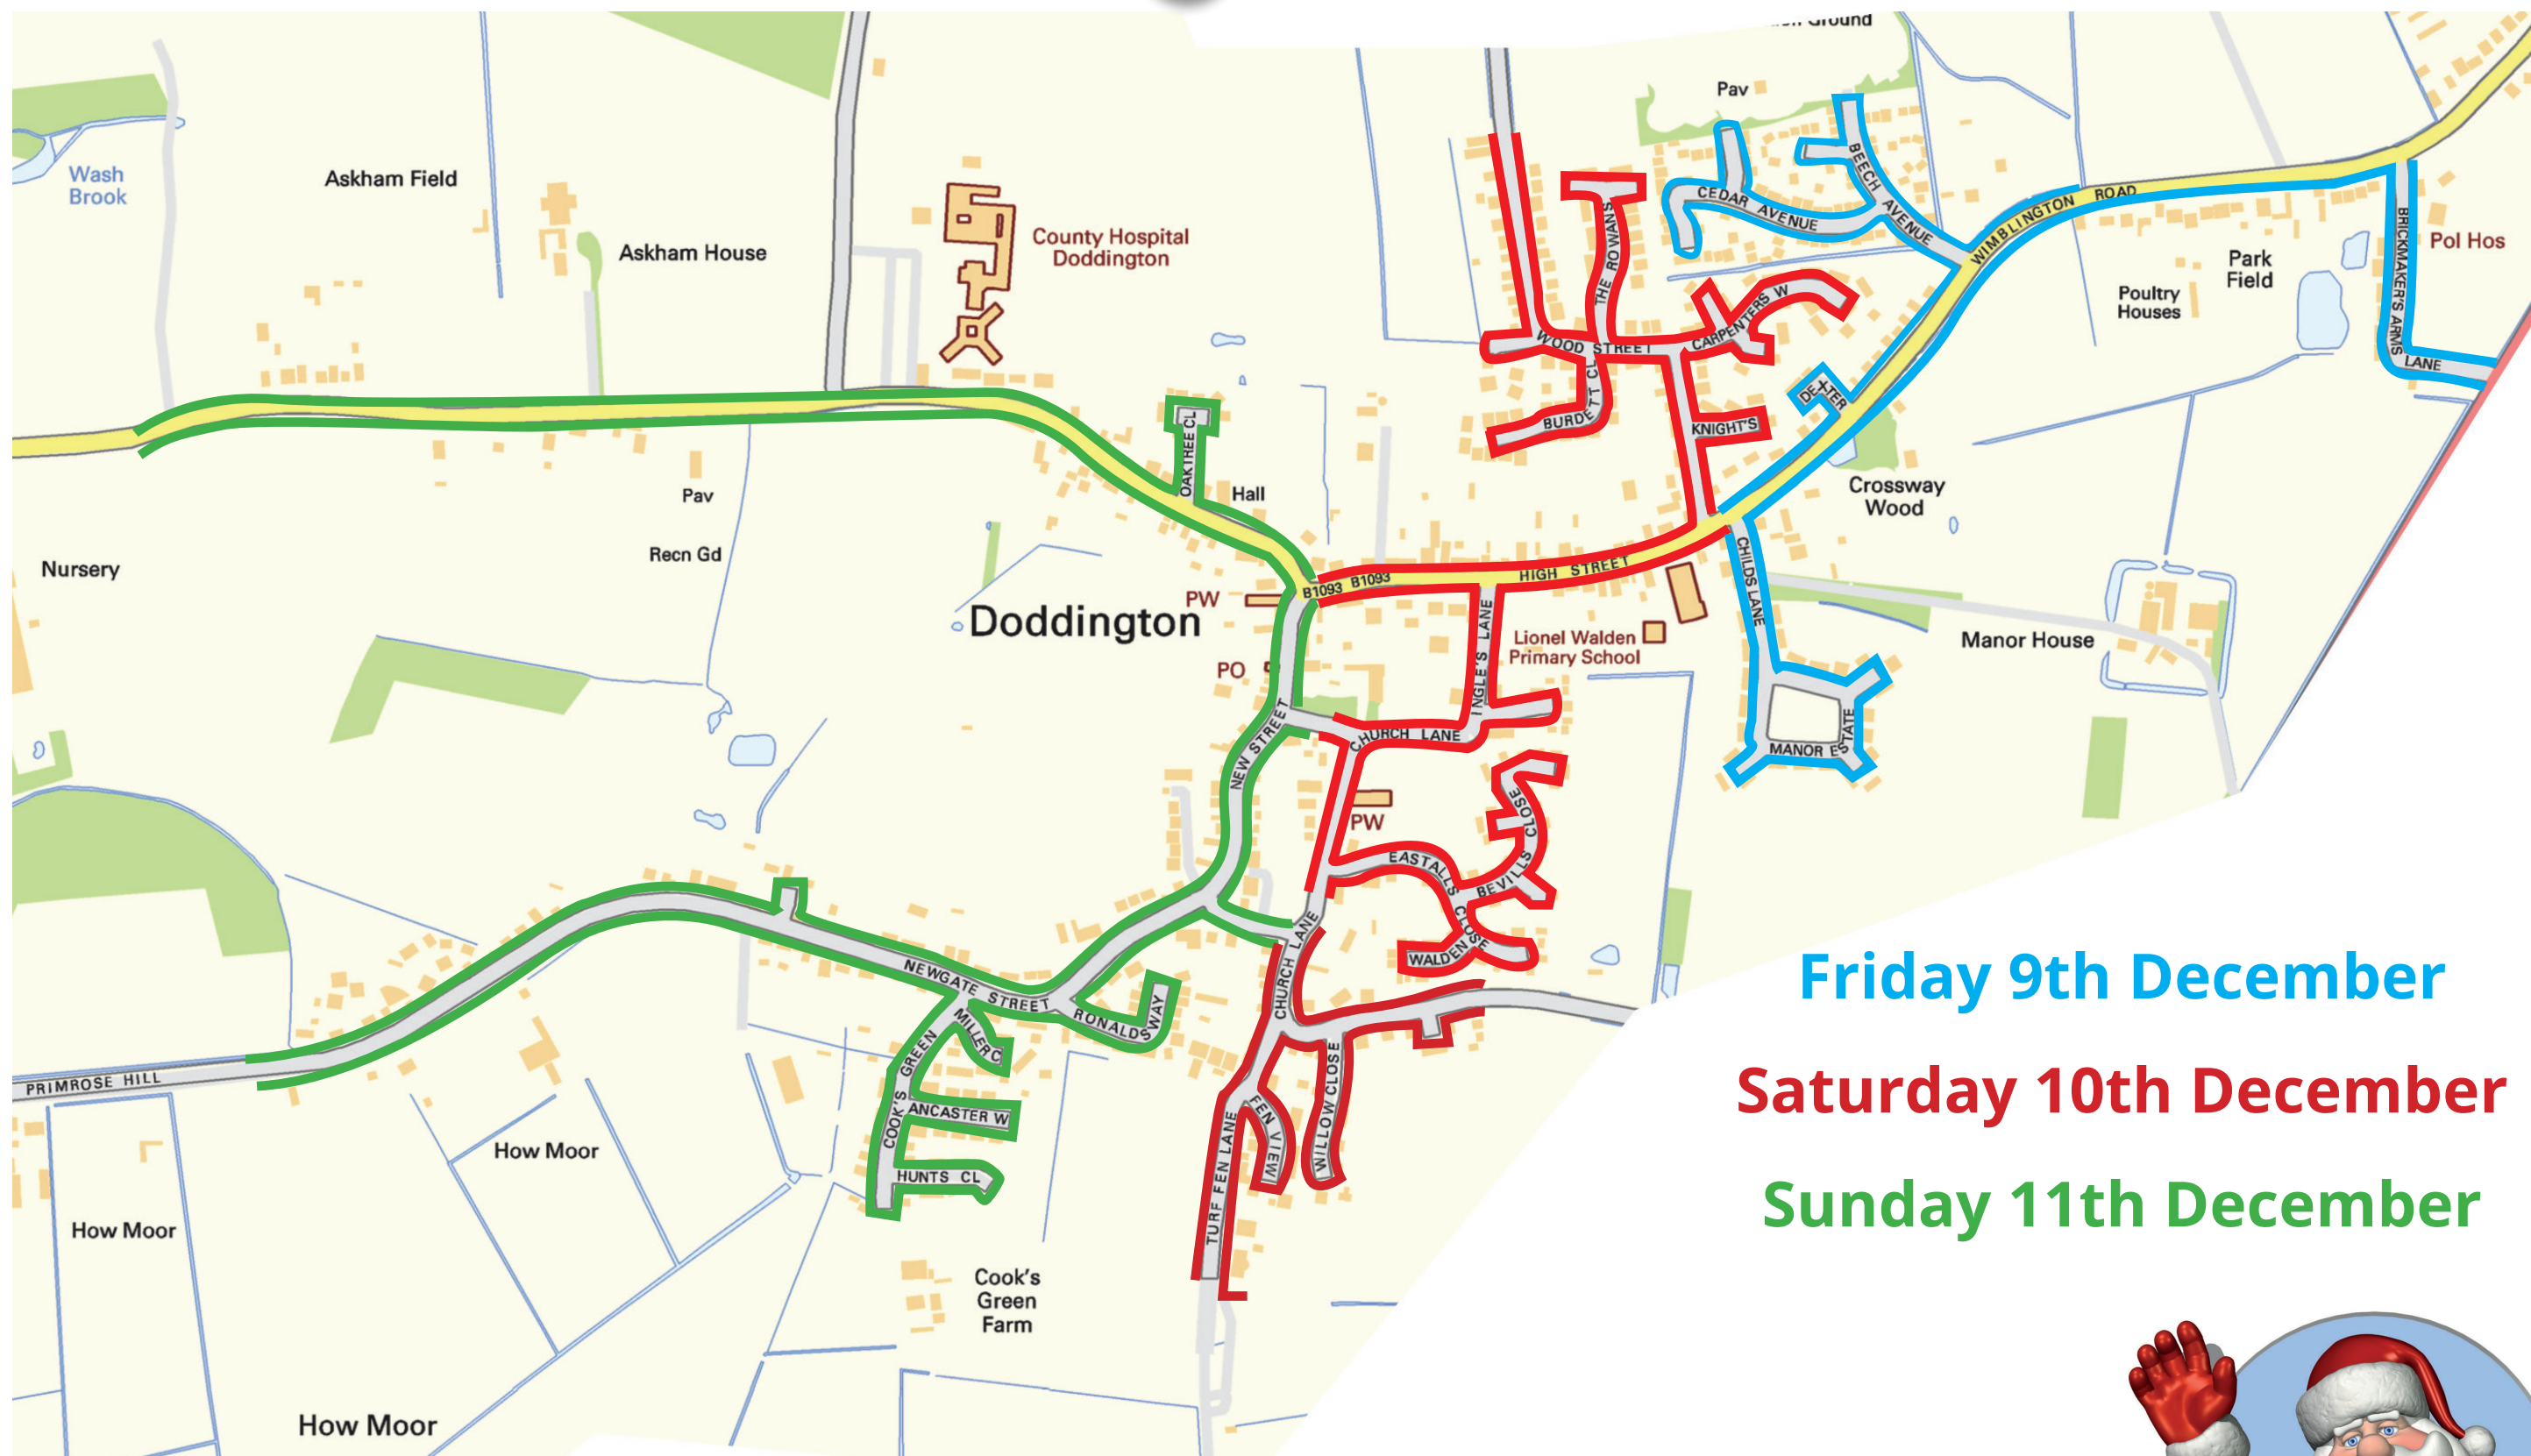 Ground
Pav
Wash
Brook
Askham Field
Askham House
County Hospital
Doddington
BEECH AVENUE
CEDAR AVENUE
WIMBLINGTON ROAD
BRICKMAKER'S ARMS
LANE
Pol Hos
Park
Field
Poultry
Houses
THE ROWANS
WOOD STREET
CARPENTERS W
BURDETT CL
KNIGHT'S
DEXTER
OAKTREE CL
Hall
Pav
Recn Gd
Nursery
Crossway
Wood
HIGH STREET
B1093 B1093
PW
Doddington
PO
INGLE'S LANE
Lionel Walden
Primary School
CHILDS LANE
Manor House
MANOR ESTATE
NEW STREET
CHURCH LANE
PW
BEVILLS CLOSE
EASTALLS CLOSE
WALDEN
CHURCH LANE
NEWGATE STREET
RONALDSWAY
MILLER C
COOK'S GREEN
ANCASTER W
HUNTS CL
PRIMROSE HILL
FEN VIEW
WILLOW CLOSE
TURF FEN LANE
How Moor
How Moor
Cook's
Green
Farm
How Moor
Friday 9th December
Saturday 10th December
Sunday 11th December